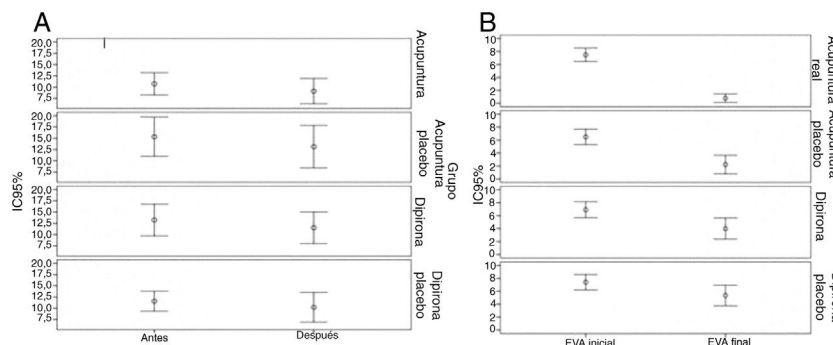 A
IC95%
20,0
17,5
15,0
12,5
10,0
7,5
Acupuntura
20,0
17,5
15,0
12,5
10,0
7,5
Acupuntura
placebo
20,0
17,5
15,0
12,5
10,0
7,5
Dipirona
20,0
17,5
15,0
12,5
10,0
7,5
Dipirona
placebo
Grupo
Antes
Después
B
IC95%
10
8
6
4
2
0
Acupuntura
real
10
8
6
4
2
0
Acupuntura
placebo
10
8
6
4
2
0
Dipirona
10
8
6
4
2
0
Dipirona
placebo
EVA inicial
EVA final